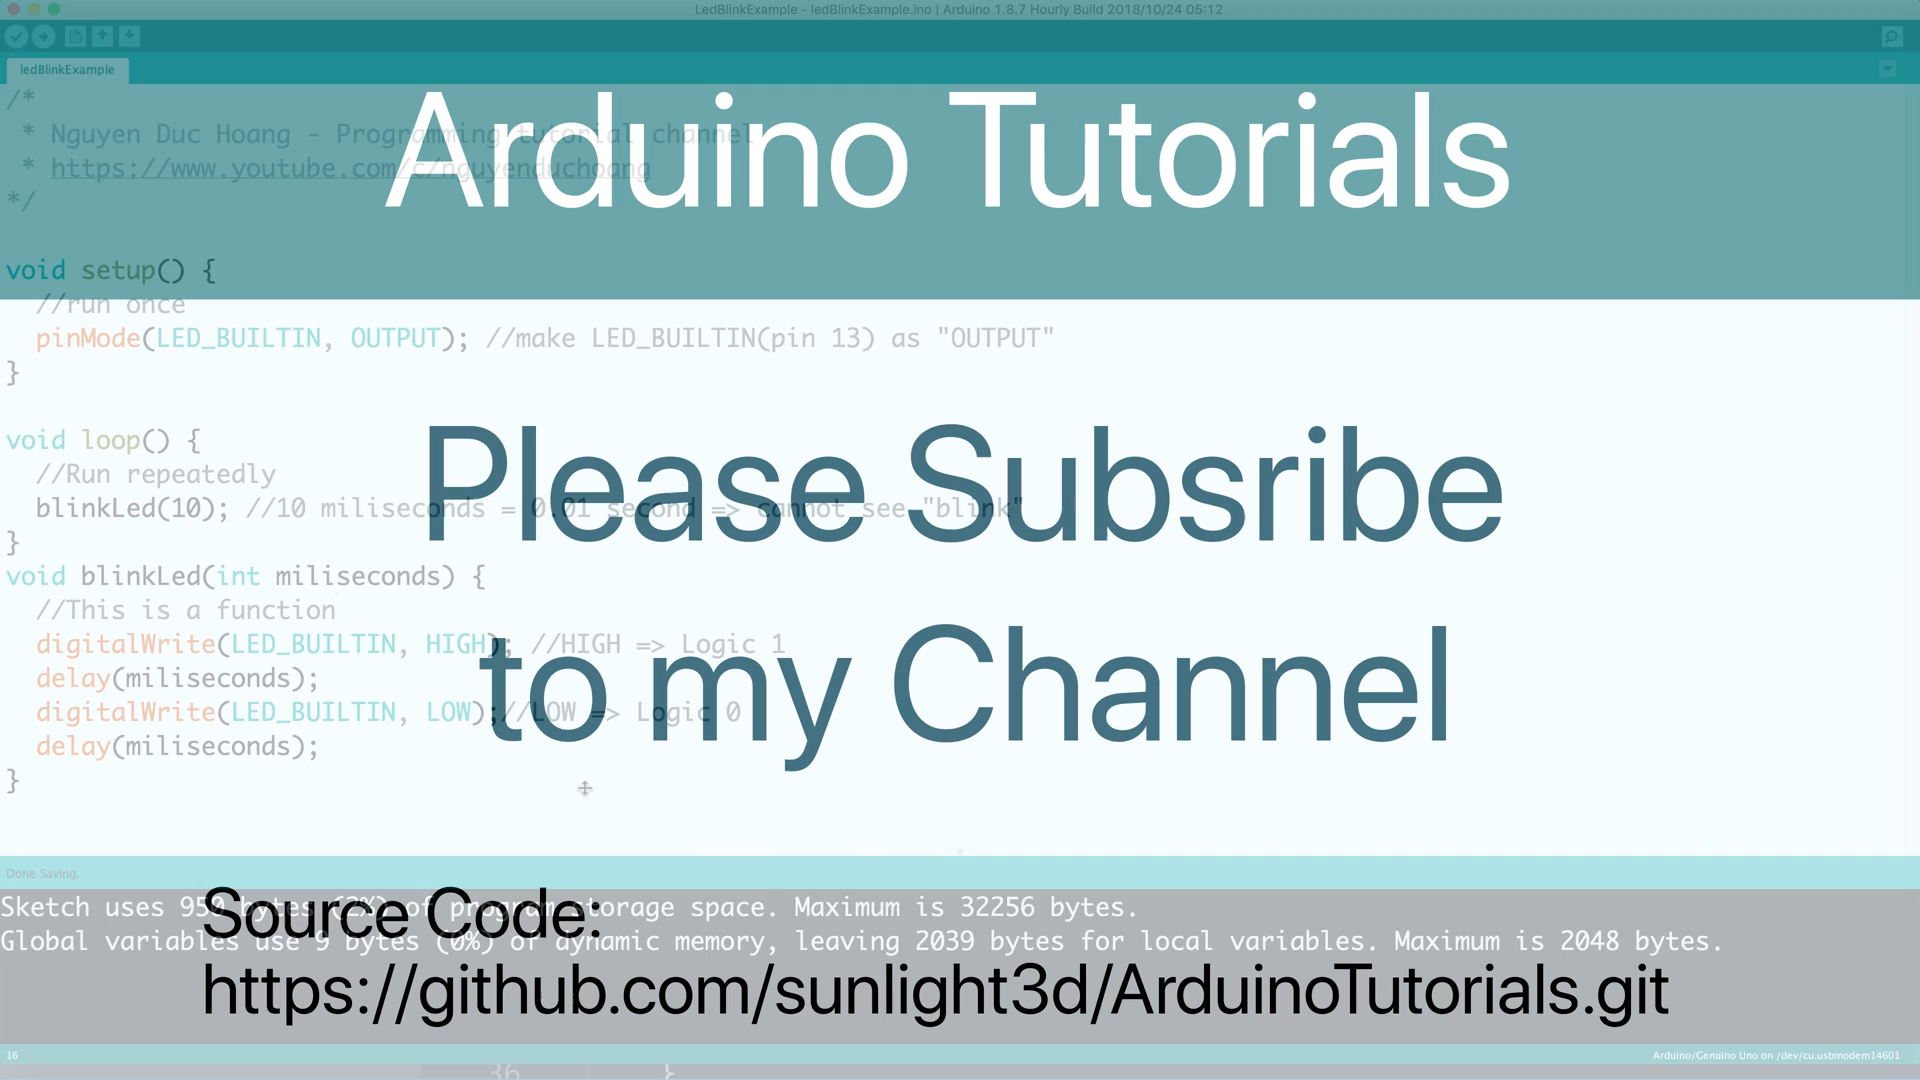 LedBlinkExample - ledBlinkExample.ino | Arduino 1.8.7 Hourly Build 2018/10/24 05:12
ledBlinkExample
/*
* Nguyen Duc Hoang - Programming tutorial channel
* https://www.youtube.com/c/nguyenduchoang
*/
Arduino Tutorials
void setup() {
//run once
pinMode(LED_BUILTIN, OUTPUT); //make LED_BUILTIN(pin 13) as "OUTPUT"
}
void loop() {
//Run repeatedly
blinkLed(10); //10 miliseconds = 0.01 second => cannot see "blink"
}
Please Subsribe
to my Channel
void blinkLed(int miliseconds) {
//This is a function
digitalWrite(LED_BUILTIN, HIGH); //HIGH => Logic 1
delay(miliseconds);
digitalWrite(LED_BUILTIN, LOW);//LOW => Logic 0
delay(miliseconds);
}
Done Saving.
Sketch uses 950 bytes (2%) of program storage space. Maximum is 32256 bytes.
Global variables use 9 bytes (0%) of dynamic memory, leaving 2039 bytes for local variables. Maximum is 2048 bytes.
Source Code:
https://github.com/sunlight3d/ArduinoTutorials.git
16
Arduino/Genuino Uno on /dev/cu.usbmodem14601
36 }